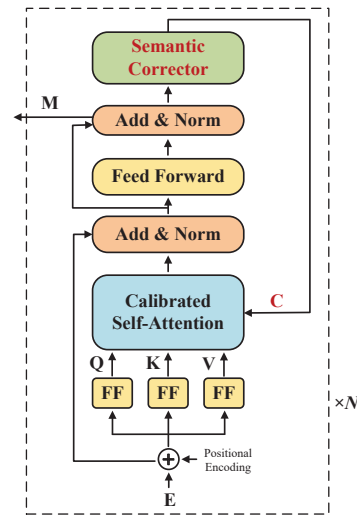 Semantic
Corrector
M
Add & Norm
Feed Forward
Add & Norm
Calibrated
Self-Attention
C
Q K V
FF FF FF
×N
Positional
Encoding
E